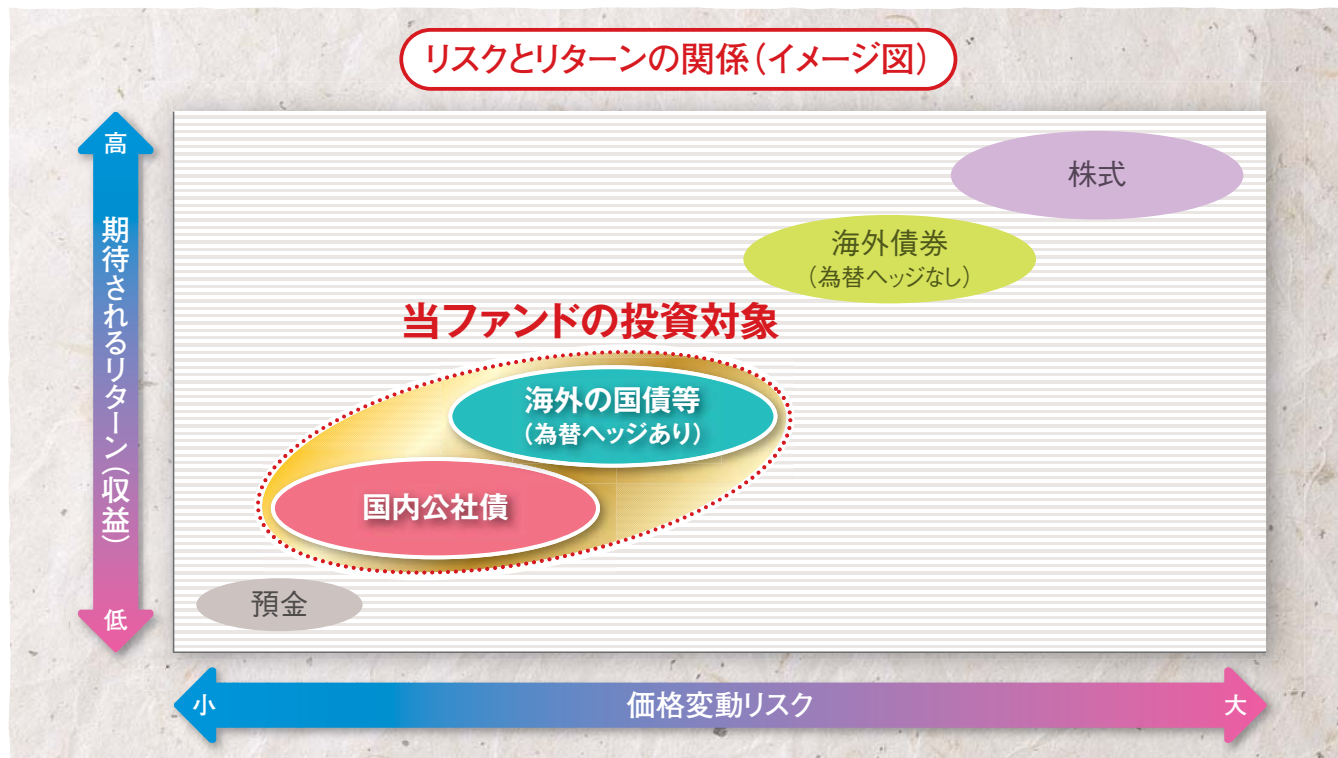 リスクとリターンの関係（イメージ図）
高
期待されるリターン（収益）
低
株式
海外債券
（為替ヘッジなし）
当ファンドの投資対象
海外の国債等
（為替ヘッジあり）
国内公社債
預金
小
価格変動リスク
大